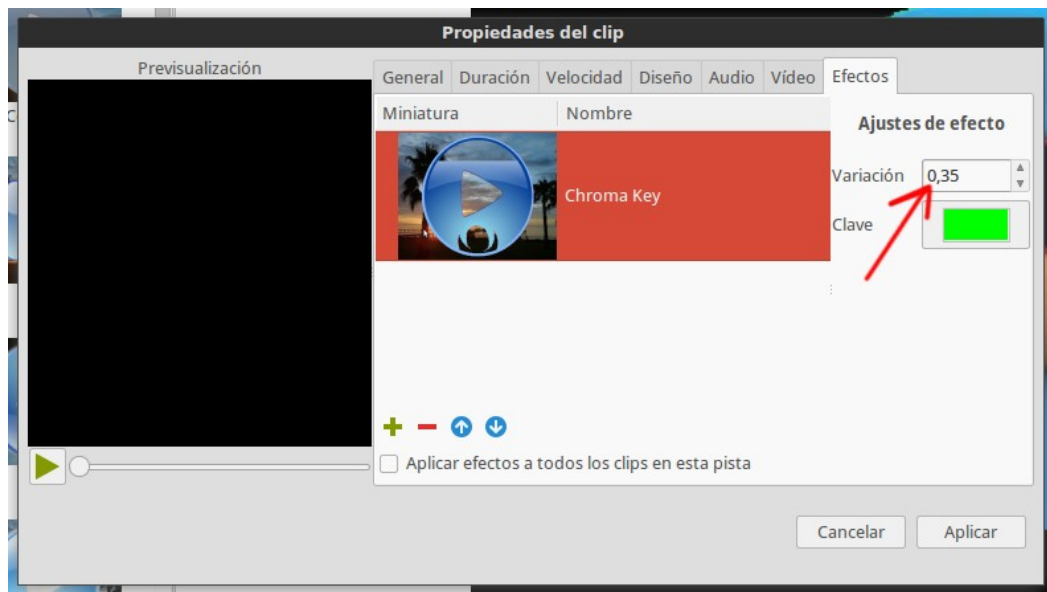 Propiedades del clip
Previsualización
General Duración Velocidad Diseño Audio Vídeo Efectos
Miniatura Nombre
Chroma Key
Ajustes de efecto
Variación 0,35
Clave
Aplicar efectos a todos los clips en esta pista
Cancelar Aplicar